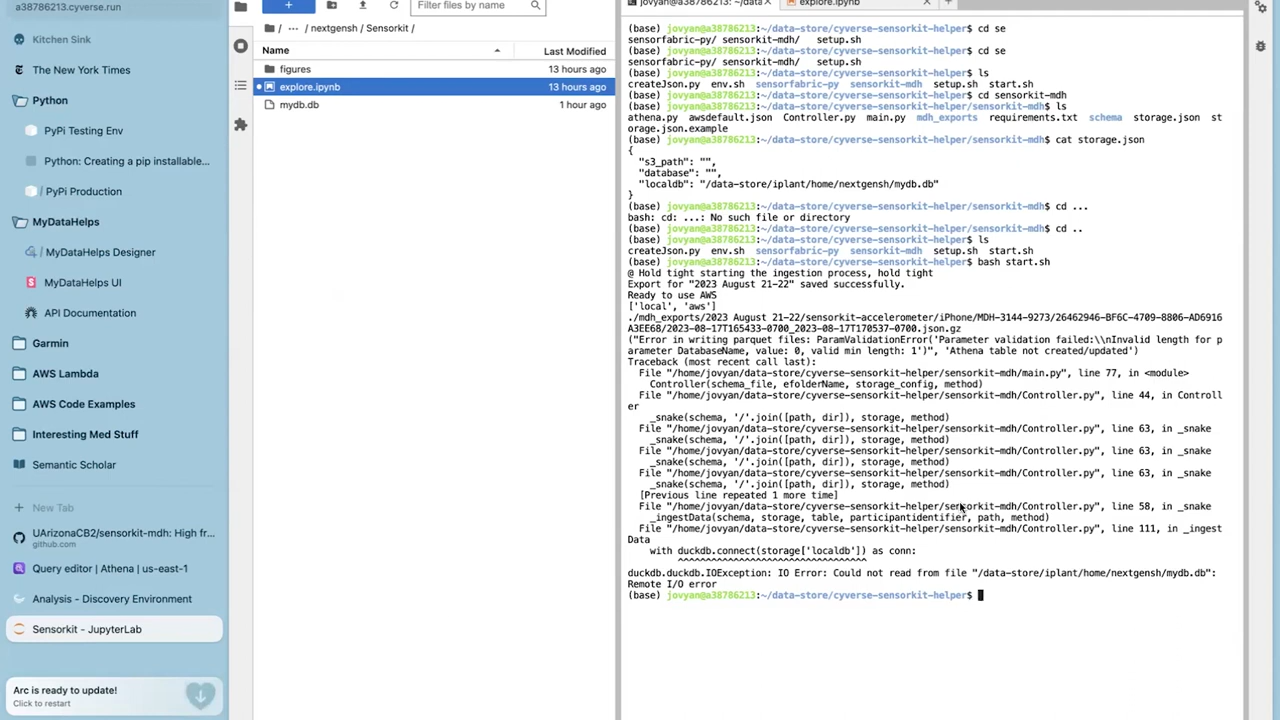 a38786213.cyverse.run
Kitchen Sink
The New York Times
Python
PyPi Testing Env
Python: Creating a pip installable...
/ PyPi Production
MyDataHelps
/ MyDataHelps Designer
MyDataHelps UI
API Documentation
Garmin
AWS Lambda
AWS Code Examples
Interesting Med Stuff
Semantic Scholar
+ New Tab
UArizonaCB2/sensorkit-mdh: High fr...
github.com
Query editor | Athena | us-east-1
Analysis - Discovery Environment
Sensorkit - JupyterLab
Arc is ready to update!
Click to restart
Filter files by name
/ ... / nextgensh / Sensorkit /
Name Last Modified
figures 13 hours ago
explore.ipynb 13 hours ago
mydb.db 1 hour ago
jovyan@a38786213: ~/data
explore.ipynb
(base) jovyan@a38786213:~/data-store/cyverse-sensorkit-helper$ cd se
sensorfabric-py/ sensorkit-mdh/ setup.sh
(base) jovyan@a38786213:~/data-store/cyverse-sensorkit-helper$ cd se
sensorfabric-py/ sensorkit-mdh/ setup.sh
(base) jovyan@a38786213:~/data-store/cyverse-sensorkit-helper$ ls
createJson.py env.sh sensorfabric-py sensorkit-mdh setup.sh start.sh
(base) jovyan@a38786213:~/data-store/cyverse-sensorkit-helper$ cd sensorkit-mdh
(base) jovyan@a38786213:~/data-store/cyverse-sensorkit-helper/sensorkit-mdh$ ls
athena.py awsdefault.json Controller.py main.py mdh_exports requirements.txt schema storage.json st
orage.json.example
(base) jovyan@a38786213:~/data-store/cyverse-sensorkit-helper/sensorkit-mdh$ cat storage.json
{
"s3_path": "",
"database": "",
"localdb": "/data-store/iplant/home/nextgensh/mydb.db"
}
(base) jovyan@a38786213:~/data-store/cyverse-sensorkit-helper/sensorkit-mdh$ cd ...
bash: cd: ...: No such file or directory
(base) jovyan@a38786213:~/data-store/cyverse-sensorkit-helper/sensorkit-mdh$ cd ..
(base) jovyan@a38786213:~/data-store/cyverse-sensorkit-helper$ ls
createJson.py env.sh sensorfabric-py sensorkit-mdh setup.sh start.sh
(base) jovyan@a38786213:~/data-store/cyverse-sensorkit-helper$ bash start.sh
@ Hold tight starting the ingestion process, hold tight
Export for "2023 August 21-22" saved successfully.
Ready to use AWS
['local', 'aws']
./mdh_exports/2023 August 21-22/sensorkit-accelerometer/iPhone/MDH-3144-9273/26462946-BF6C-4709-8806-AD6916
A3EE68/2023-08-17T165433-0700_2023-08-17T170537-0700.json.gz
("Error in writing parquet files: ParamValidationError('Parameter validation failed:\\nInvalid length for p
arameter DatabaseName, value: 0, valid min length: 1')", 'Athena table not created/updated')
Traceback (most recent call last):
File "/home/jovyan/data-store/cyverse-sensorkit-helper/sensorkit-mdh/main.py", line 77, in <module>
Controller(schema_file, efolderName, storage_config, method)
File "/home/jovyan/data-store/cyverse-sensorkit-helper/sensorkit-mdh/Controller.py", line 44, in Controll
er
_snake(schema, '/'.join([path, dir]), storage, method)
File "/home/jovyan/data-store/cyverse-sensorkit-helper/sensorkit-mdh/Controller.py", line 63, in _snake
_snake(schema, '/'.join([path, dir]), storage, method)
File "/home/jovyan/data-store/cyverse-sensorkit-helper/sensorkit-mdh/Controller.py", line 63, in _snake
_snake(schema, '/'.join([path, dir]), storage, method)
File "/home/jovyan/data-store/cyverse-sensorkit-helper/sensorkit-mdh/Controller.py", line 63, in _snake
_snake(schema, '/'.join([path, dir]), storage, method)
[Previous line repeated 1 more time]
File "/home/jovyan/data-store/cyverse-sensorkit-helper/sensorkit-mdh/Controller.py", line 58, in _snake
_ingestData(schema, storage, table, participantidentifier, path, method)
File "/home/jovyan/data-store/cyverse-sensorkit-helper/sensorkit-mdh/Controller.py", line 111, in _ingest
Data
with duckdb.connect(storage['localdb']) as conn:
^^^^^^^^^^^^^^^^^^^^^^^^^^^^^^^^^^
duckdb.duckdb.IOException: IO Error: Could not read from file "/data-store/iplant/home/nextgensh/mydb.db":
Remote I/O error
(base) jovyan@a38786213:~/data-store/cyverse-sensorkit-helper$